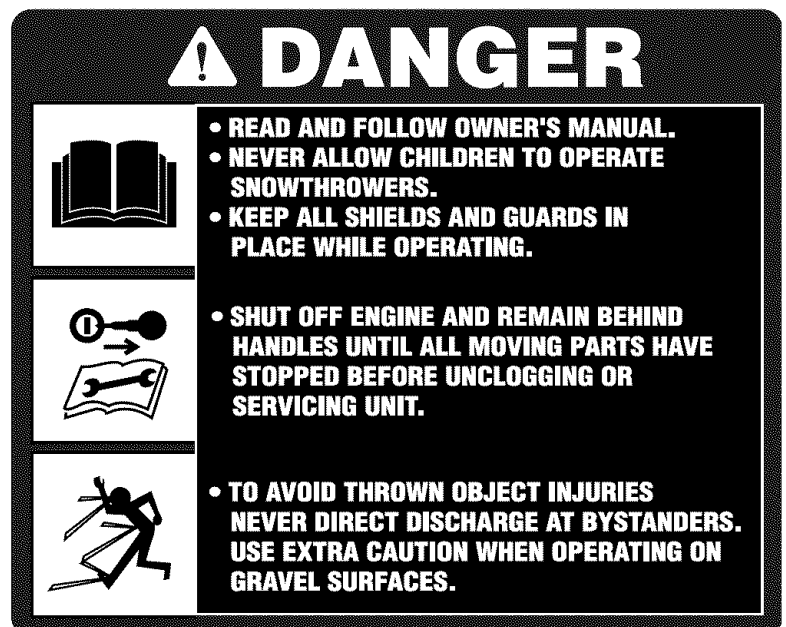 DANGER
• READ AND FOLLOW OWNER'S MANUAL.
• NEVER ALLOW CHILDREN TO OPERATE
SNOWTHROWERS.
• KEEP ALL SHIELDS AND GUARDS IN
PLACE WHILE OPERATING.
• SHUT OFF ENGINE AND REMAIN BEHIND
HANDLES UNTIL ALL MOVING PARTS HAVE
STOPPED BEFORE UNCLOGGING OR
SERVICING UNIT.
• TO AVOID THROWN OBJECT INJURIES
NEVER DIRECT DISCHARGE AT BYSTANDERS.
USE EXTRA CAUTION WHEN OPERATING ON
GRAVEL SURFACES.